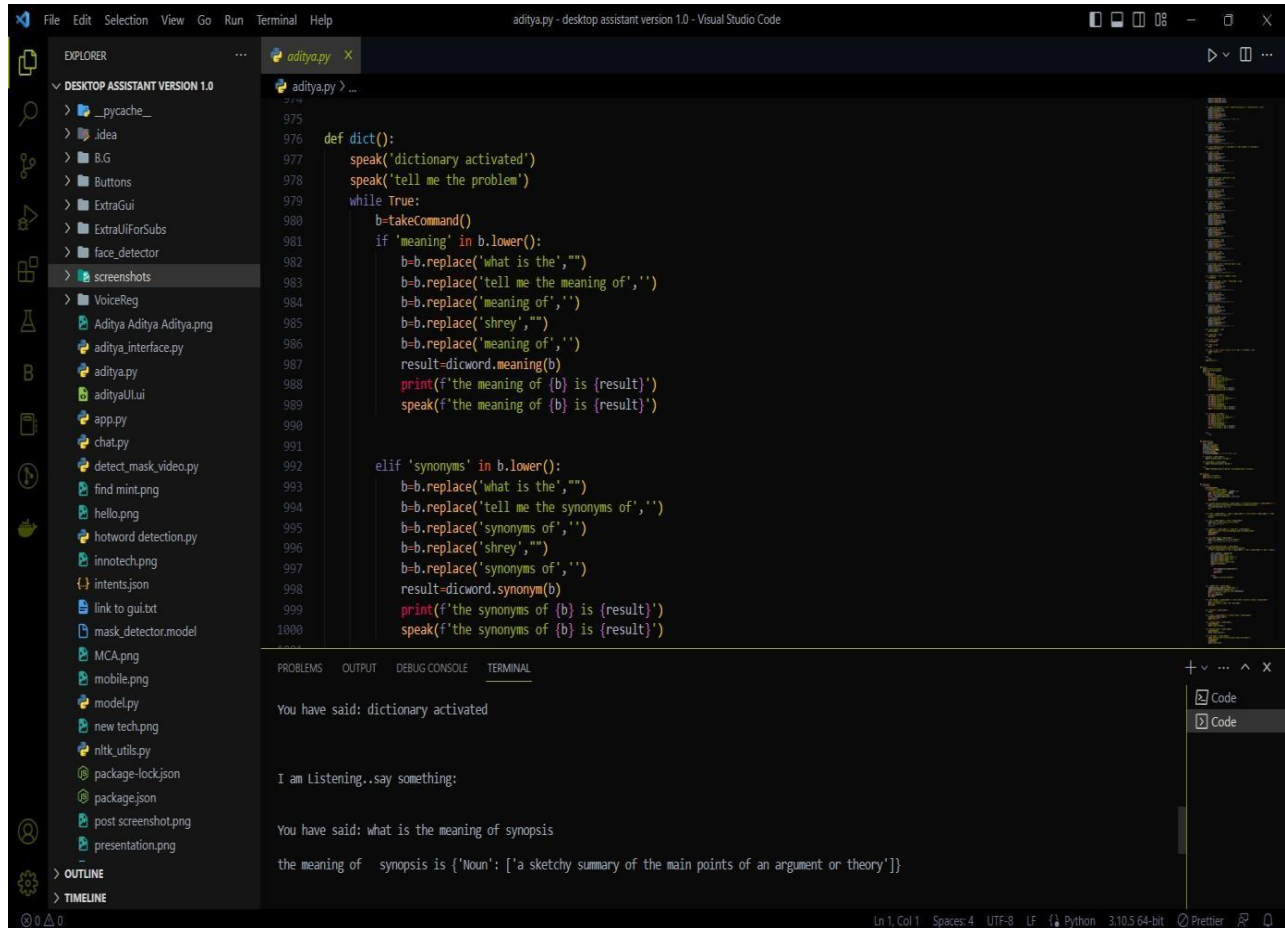 File Edit Selection View Go Run Terminal Help
aditya.py - desktop assistant version 1.0 - Visual Studio Code
EXPLORER
DESKTOP ASSISTANT VERSION 1.0
__pycache__
.idea
B.G
Buttons
ExtraGui
ExtraUiForSubs
face_detector
screenshots
VoiceReg
Aditya Aditya Aditya.png
aditya_interface.py
aditya.py
adityaUI.ui
app.py
chat.py
detect_mask_video.py
find mint.png
hello.png
hotword detection.py
innotech.png
intents.json
link to gui.txt
mask_detector.model
MCA.png
mobile.png
model.py
new tech.png
nltk_utils.py
package-lock.json
package.json
post screenshot.png
presentation.png
OUTLINE
TIMELINE
aditya.py
aditya.py > ...
974
975
976 def dict():
977 speak('dictionary activated')
978 speak('tell me the problem')
979 while True:
980 b=takeCommand()
981 if 'meaning' in b.lower():
982 b=b.replace('what is the',"")
983 b=b.replace('tell me the meaning of','')
984 b=b.replace('meaning of','')
985 b=b.replace('shrey',"")
986 b=b.replace('meaning of','')
987 result=dicword.meaning(b)
988 print(f'the meaning of {b} is {result}')
989 speak(f'the meaning of {b} is {result}')
990
991
992 elif 'synonyms' in b.lower():
993 b=b.replace('what is the',"")
994 b=b.replace('tell me the synonyms of','')
995 b=b.replace('synonyms of','')
996 b=b.replace('shrey',"")
997 b=b.replace('synonyms of','')
998 result=dicword.synonym(b)
999 print(f'the synonyms of {b} is {result}')
1000 speak(f'the synonyms of {b} is {result}')
PROBLEMS OUTPUT DEBUG CONSOLE TERMINAL
You have said: dictionary activated
I am Listening..say something:
You have said: what is the meaning of synopsis
the meaning of   synopsis is {'Noun': ['a sketchy summary of the main points of an argument or theory']}
Code
Code
0 0
Ln 1, Col 1 Spaces: 4 UTF-8 LF Python 3.10.5 64-bit Prettier